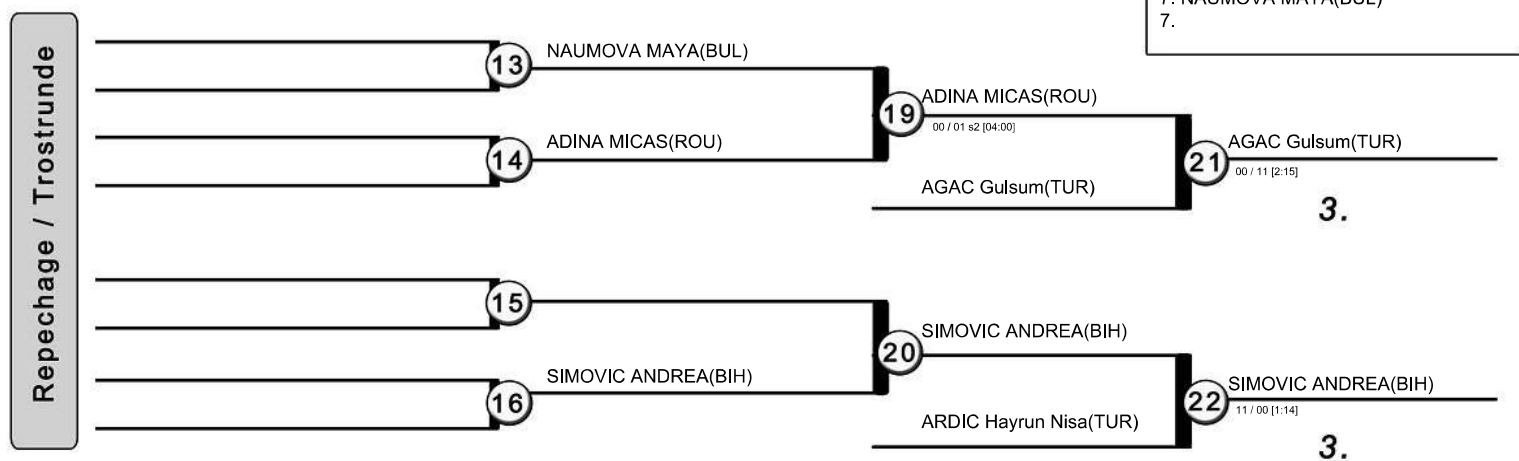 7. NAUMOVA MAYA(BUL)
7.
Repechage / Trostrunde
13
NAUMOVA MAYA(BUL)
14
ADINA MICAS(ROU)
19
ADINA MICAS(ROU)
00 / 01 s2 [04:00]
AGAC Gulsum(TUR)
21
AGAC Gulsum(TUR)
00 / 11 [2:15]
3.
15
16
SIMOVIC ANDREA(BIH)
20
SIMOVIC ANDREA(BIH)
ARDIC Hayrun Nisa(TUR)
22
SIMOVIC ANDREA(BIH)
11 / 00 [1:14]
3.